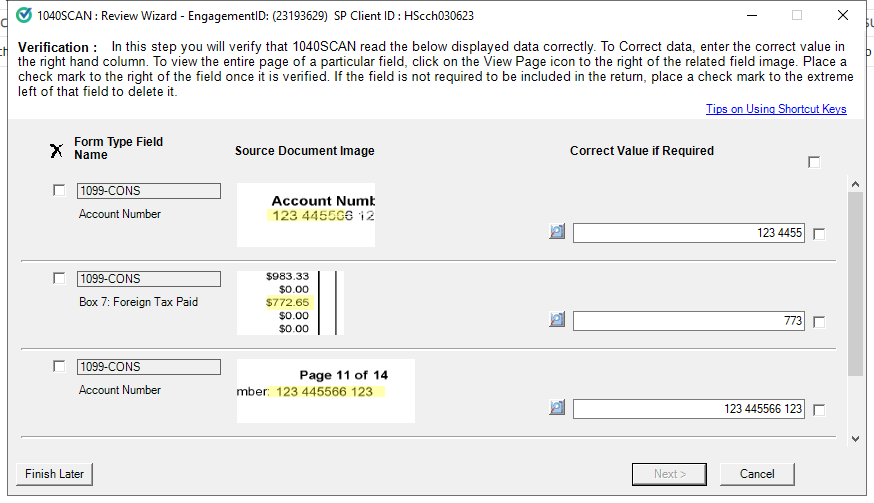 1040SCAN : Review Wizard - EngagementID: (23193629) SP Client ID : HScch030623
Verification : In this step you will verify that 1040SCAN read the below displayed data correctly. To Correct data, enter the correct value in
the right hand column. To view the entire page of a particular field, click on the View Page icon to the right of the related field image. Place a
check mark to the right of the field once it is verified. If the field is not required to be included in the return, place a check mark to the extreme
left of that field to delete it.
Tips on Using Shortcut Keys
Form Type Field
Name
Source Document Image
Correct Value if Required
1099-CONS
Account Number
Account Numb
123 445566 12
123 4455
1099-CONS
Box 7: Foreign Tax Paid
$983.33
$0.00
$772.65
$0.00
$0.00
773
1099-CONS
Account Number
Page 11 of 14
mber: 123 445566 123
123 445566 123
Finish Later
Next >
Cancel